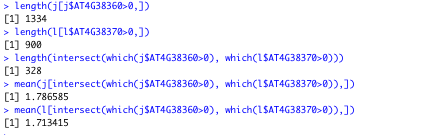 > length(j[j$AT4G38360>0,])
[1] 1334
> length(l[l$AT4G38370>0,])
[1] 900
> length(intersect(which(j$AT4G38360>0), which(l$AT4G38370>0)))
[1] 328
> mean(j[intersect(which(j$AT4G38360>0), which(l$AT4G38370>0)),])
[1] 1.786585
> mean(l[intersect(which(j$AT4G38360>0), which(l$AT4G38370>0)),])
[1] 1.713415